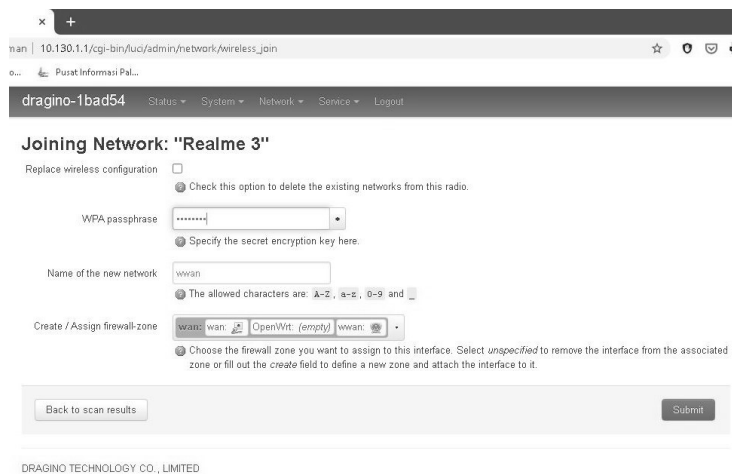 × +
man | 10.130.1.1/cgi-bin/luci/admin/network/wireless_join
o... Pusat Informasi Pal...
dragino-1bad54 Status System Network Service Logout
Joining Network: "Realme 3"
Replace wireless configuration
Check this option to delete the existing networks from this radio.
WPA passphrase ••••••••
Specify the secret encryption key here.
Name of the new network wwan
The allowed characters are: A-Z, a-z, 0-9 and _
Create / Assign firewall-zone wan: wan: OpenWrt: (empty) wwan:
Choose the firewall zone you want to assign to this interface. Select unspecified to remove the interface from the associated
zone or fill out the create field to define a new zone and attach the interface to it.
Back to scan results Submit
DRAGINO TECHNOLOGY CO., LIMITED